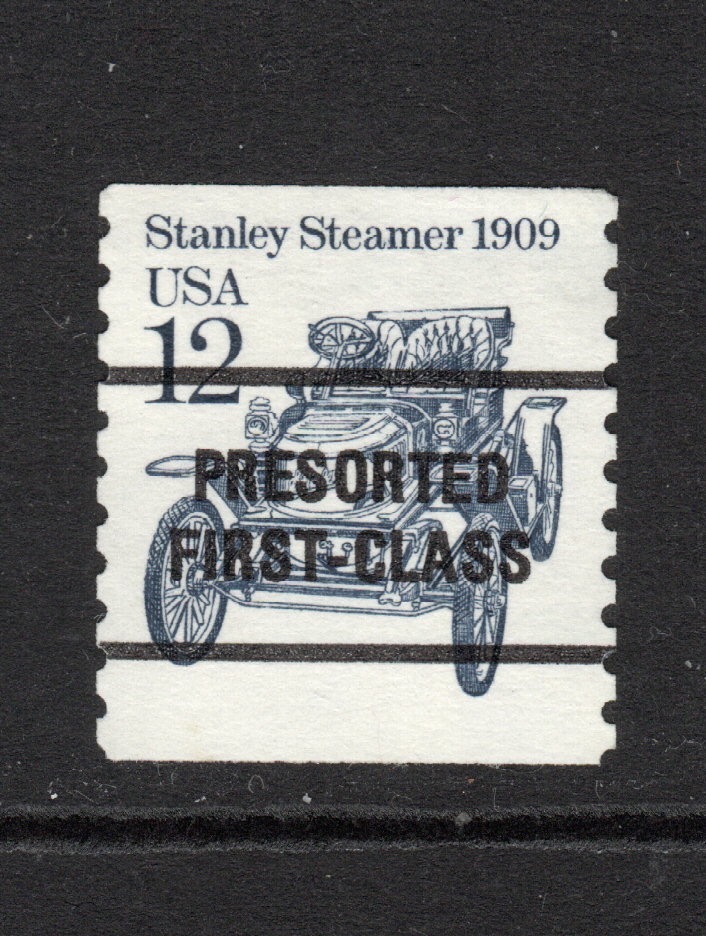 Stanley Steamer 1909
USA
12
PRESORTED
FIRST-CLASS